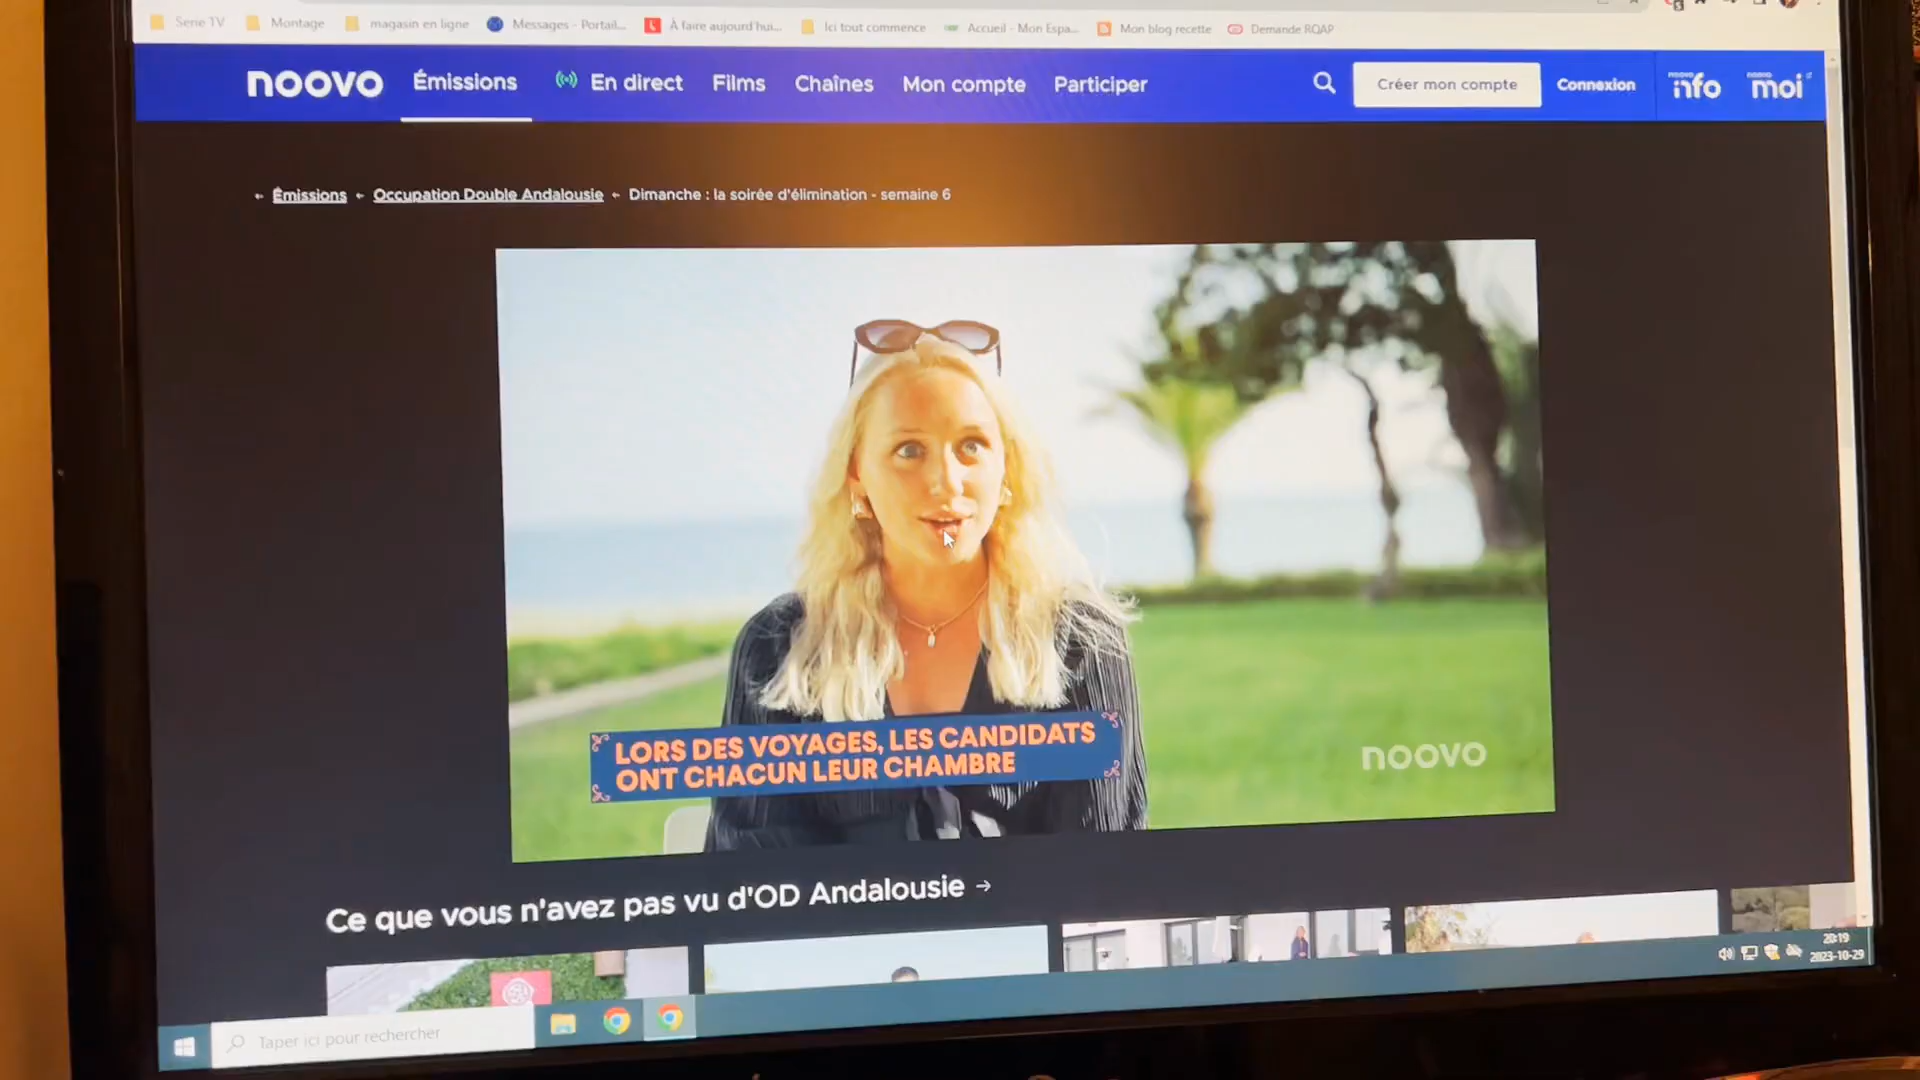 Serie TV
Montage
magasin en ligne
Messages - Portail...
À faire aujourd'hui...
Ici tout commence
Accueil - Mon Espa...
Mon blog recette
Demande RQAP
noovo
Émissions
En direct
Films
Chaînes
Mon compte
Participer
Créer mon compte
Connexion
noovo info
noovo moi
Émissions
Occupation Double Andalousie
Dimanche : la soirée d'élimination - semaine 6
LORS DES VOYAGES, LES CANDIDATS
ONT CHACUN LEUR CHAMBRE
noovo
Ce que vous n'avez pas vu d'OD Andalousie →
20:19
2023-10-29
Taper ici pour rechercher